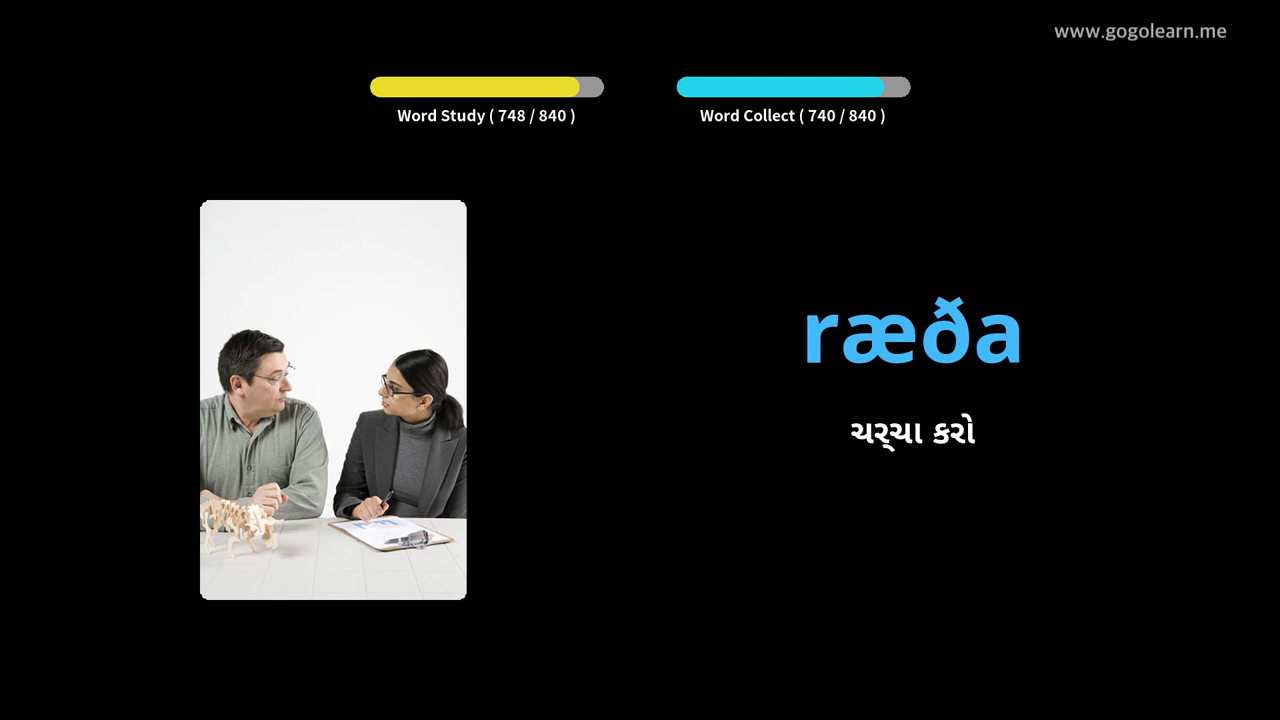 www.gogolearn.me
Word Study ( 748 / 840 )
Word Collect ( 740 / 840 )
ræða
ચર્ચા કરો